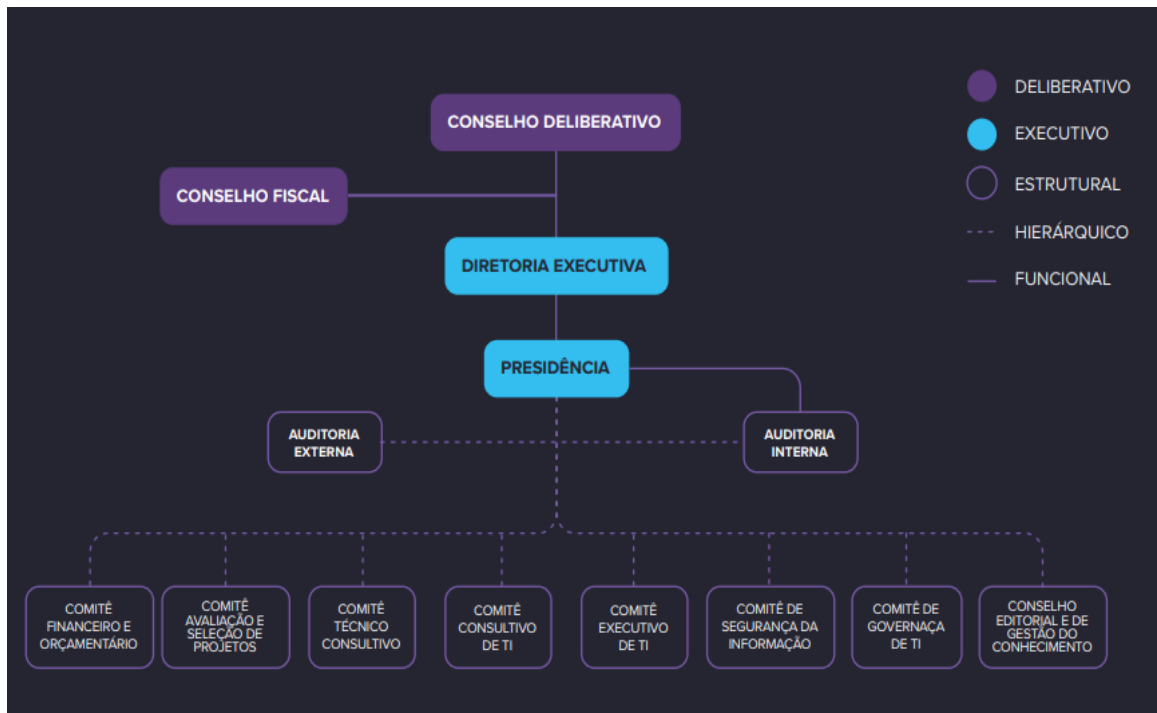 CONSELHO DELIBERATIVO
CONSELHO FISCAL
DIRETORIA EXECUTIVA
PRESIDÊNCIA
AUDITORIA
EXTERNA
AUDITORIA
INTERNA
COMITÊ
FINANCEIRO E
ORÇAMENTÁRIO
COMITÊ
AVALIAÇÃO E
SELEÇÃO DE
PROJETOS
COMITÊ
TÉCNICO
CONSULTIVO
COMITÊ
CONSULTIVO
DE TI
COMITÊ
EXECUTIVO
DE TI
COMITÊ DE
SEGURANÇA DA
INFORMAÇÃO
COMITÊ DE
GOVERNAÇA
DE TI
CONSELHO
EDITORIAL E DE
GESTÃO DO
CONHECIMENTO
DELIBERATIVO
EXECUTIVO
ESTRUTURAL
HIERÁRQUICO
FUNCIONAL